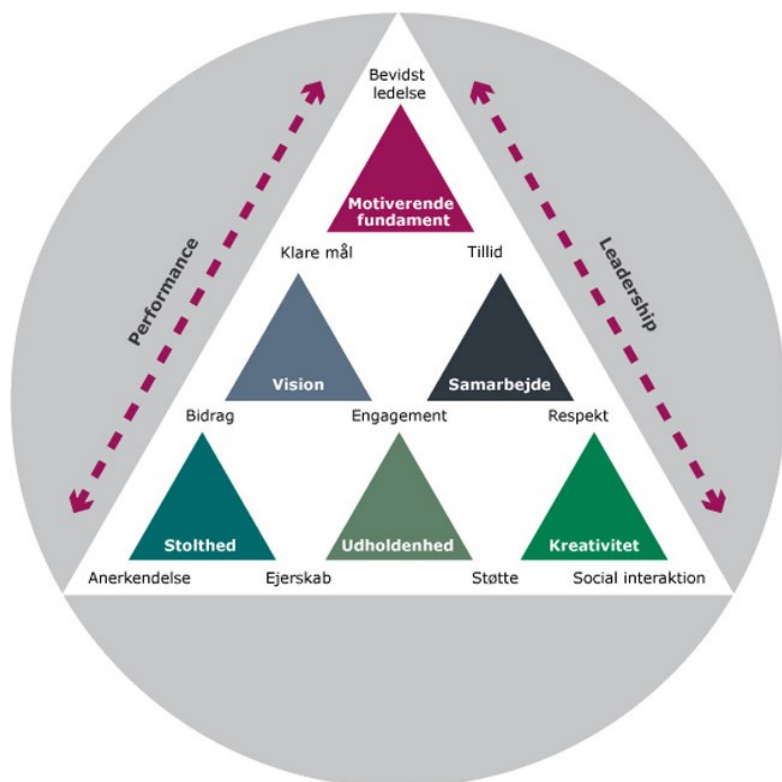 Bevidst
ledelse
Motiverende
fundament
Klare mål
Tillid
Performance
Leadership
Vision
Samarbejde
Bidrag
Engagement
Respekt
Stolthed
Udholdenhed
Kreativitet
Anerkendelse
Ejerskab
Støtte
Social interaktion